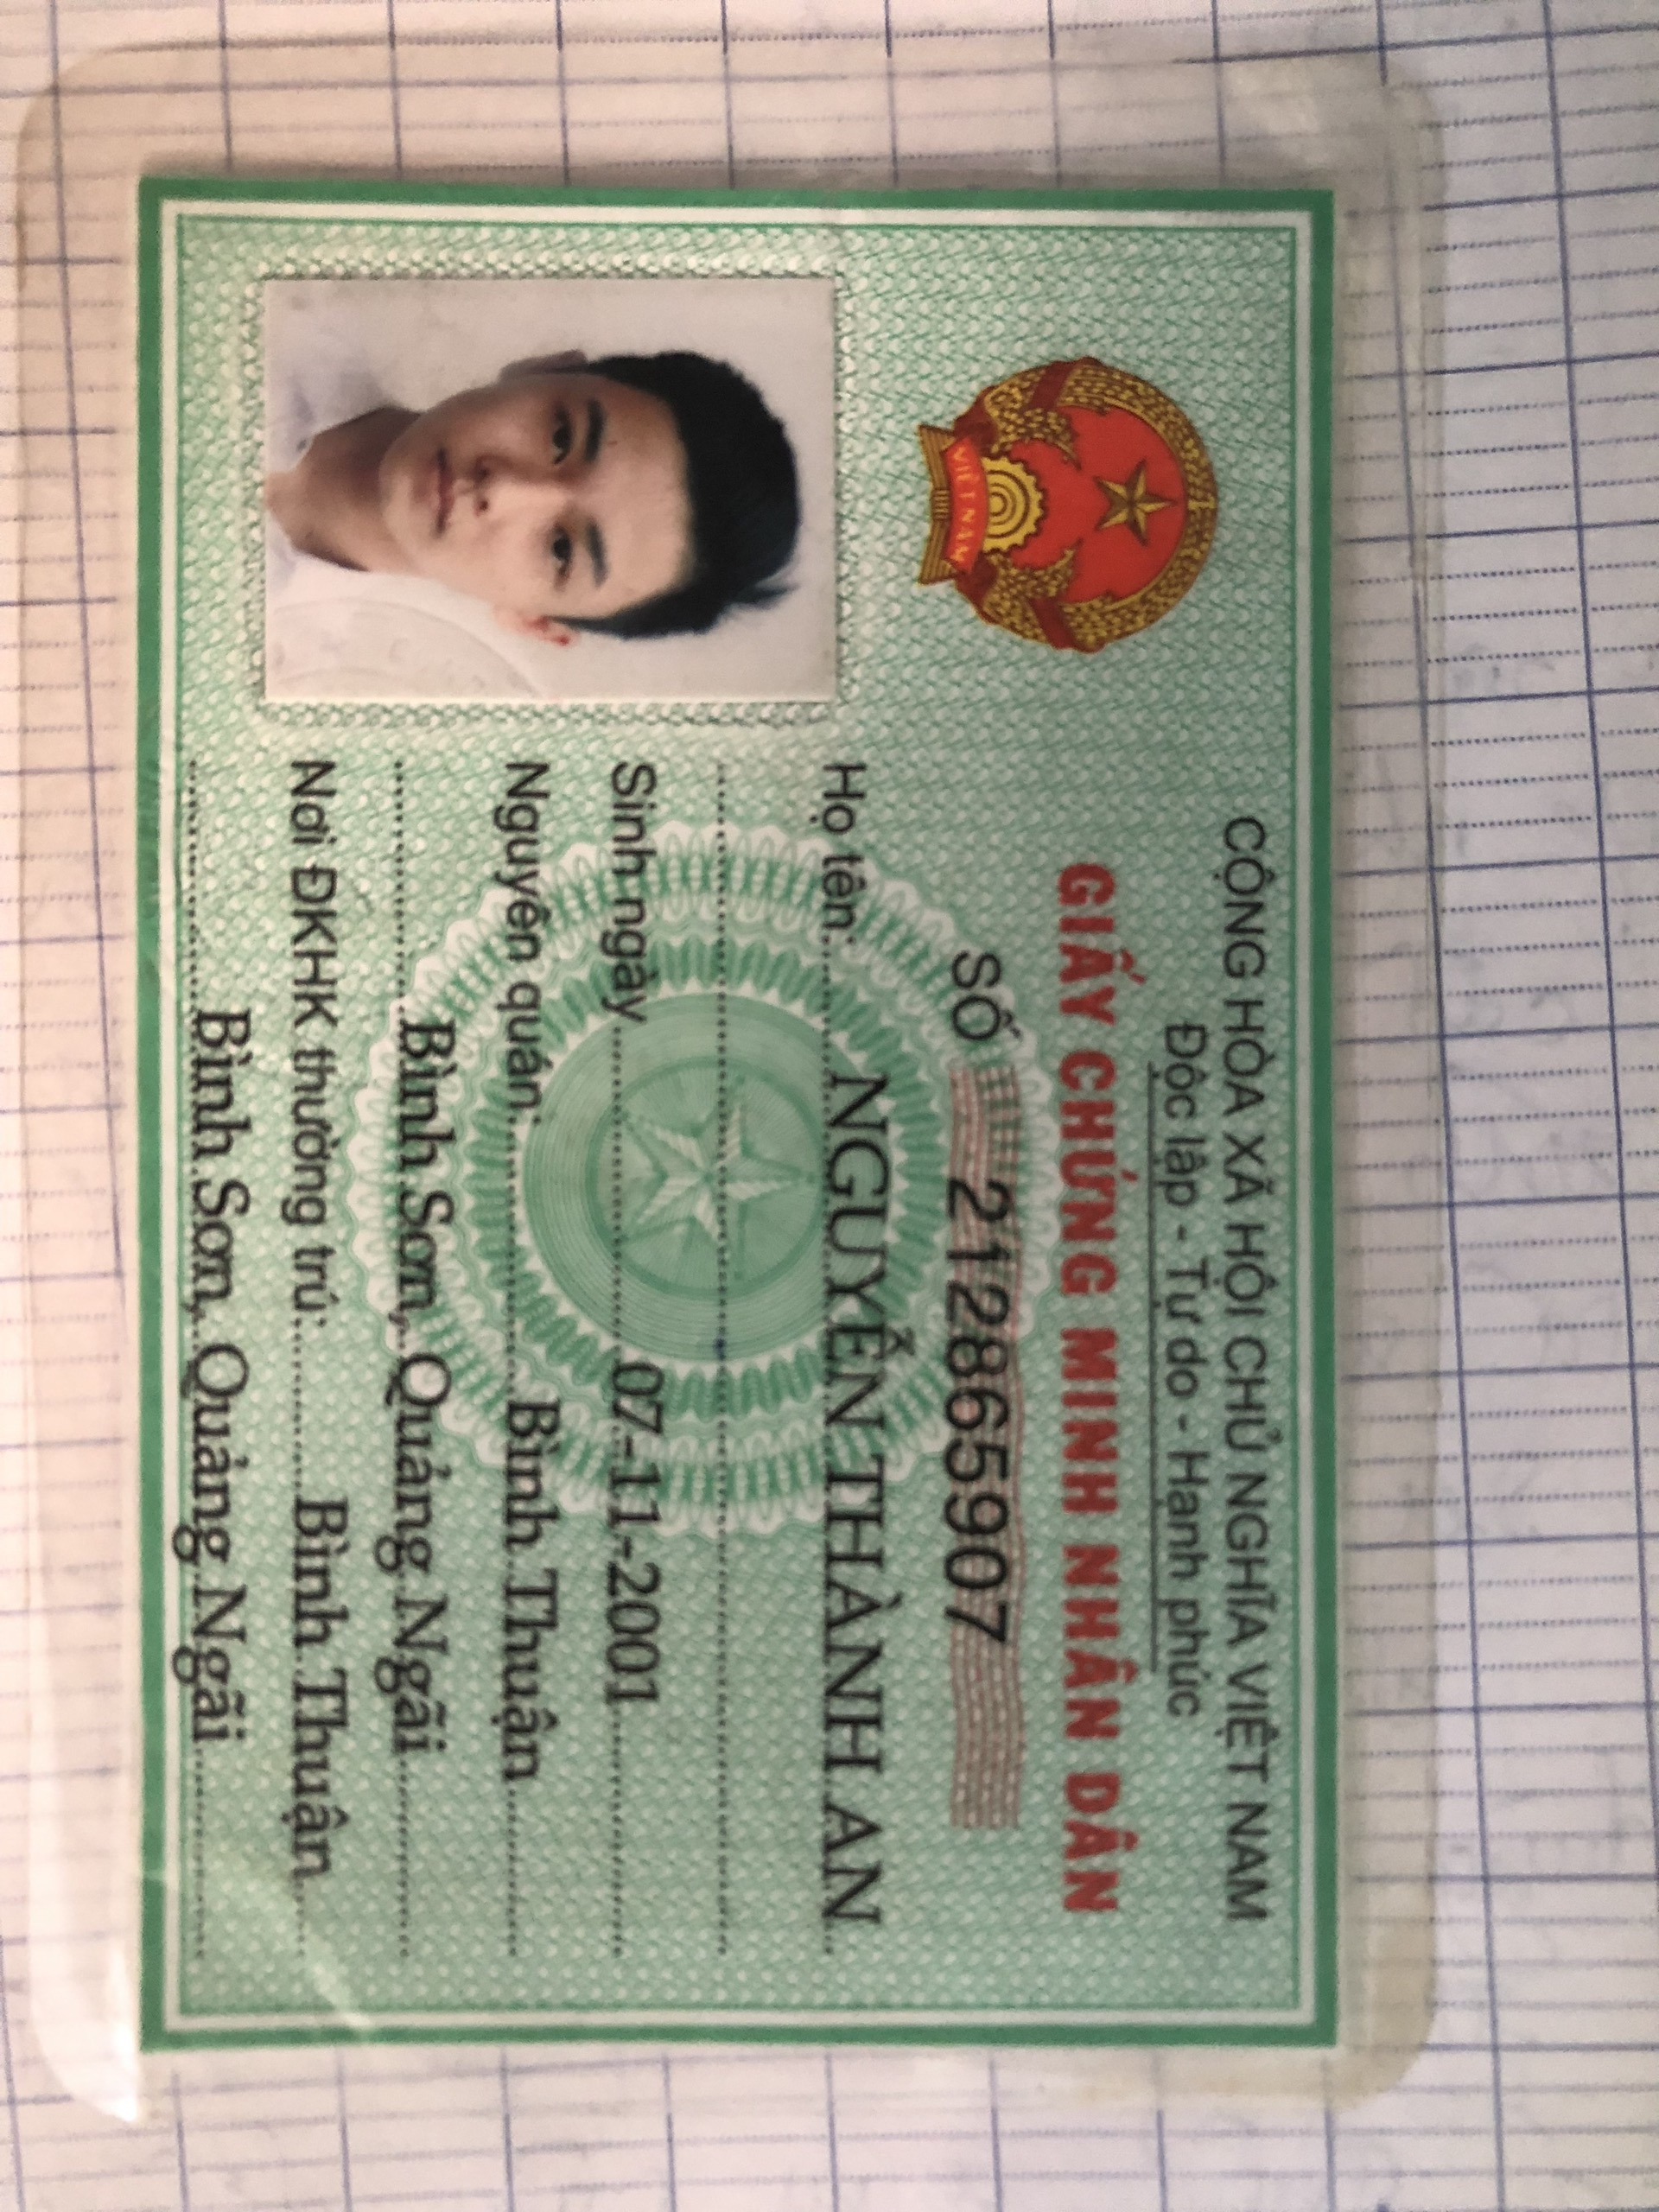 CỘNG HÒA XÃ HỘI CHỦ NGHĨA VIỆT NAM
Độc lập - Tự do - Hạnh phúc
GIẤY CHỨNG MINH NHÂN DÂN
SỐ 212865907
Họ tên: NGUYỄN THÀNH AN
Sinh ngày 07-11-2001
Nguyên quán: Bình Thuận
Bình Sơn, Quảng Ngãi
Nơi ĐKHK thường trú: Bình Thuận
Bình Sơn, Quảng Ngãi
VIỆT NAM